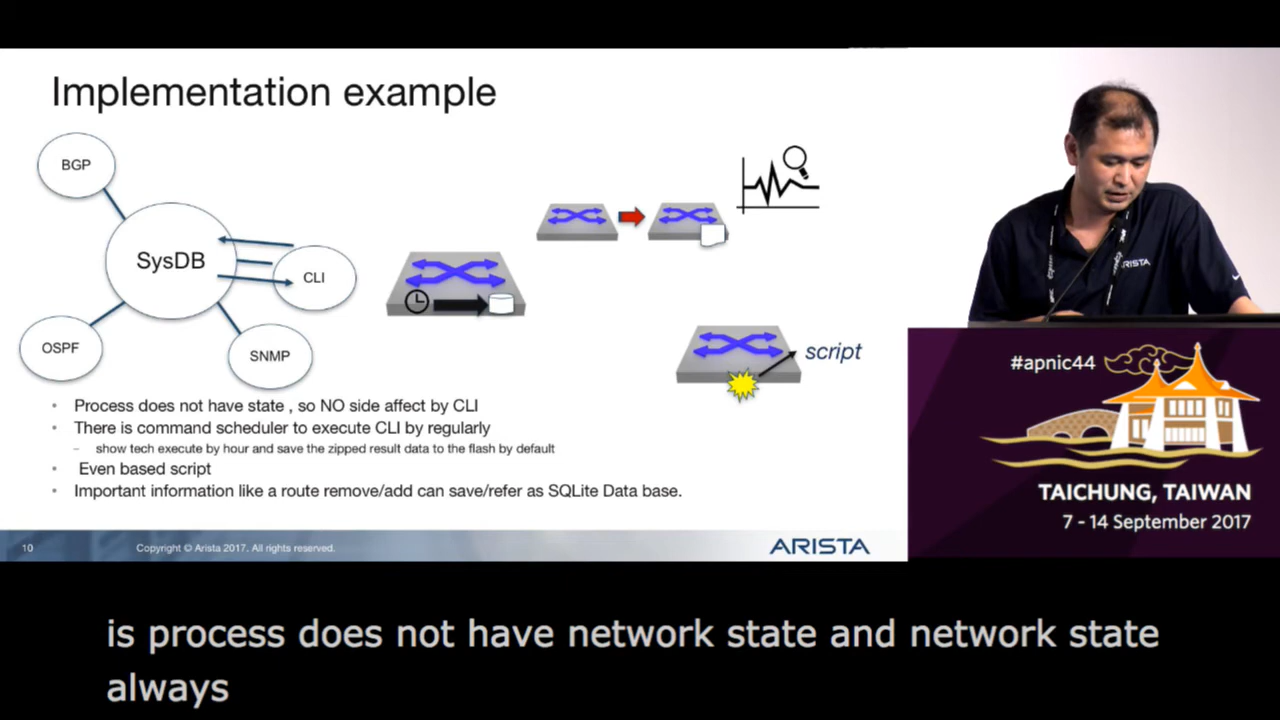 Implementation example
BGP
SysDB
CLI
OSPF
SNMP
script
• Process does not have state , so NO side affect by CLI
• There is command scheduler to execute CLI by regularly
– show tech execute by hour and save the zipped result data to the flash by default
• Even based script
• Important information like a route remove/add can save/refer as SQLite Data base.
10
Copyright © Arista 2017. All rights reserved.
ARISTA
ARISTA
#apnic44
TAICHUNG, TAIWAN
7 - 14 September 2017
is process does not have network state and network state
always